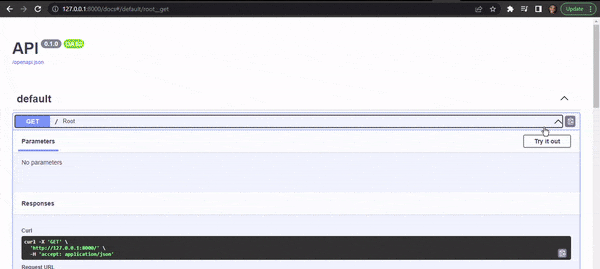 127.0.0.1:8000/docs#/default/root__get
Update
API 0.1.0 OAS3
/openapi.json
default
GET / Root
Parameters
Try it out
No parameters
Responses
Curl
curl -X 'GET' \
'http://127.0.0.1:8000/' \
-H 'accept: application/json'
Request URL